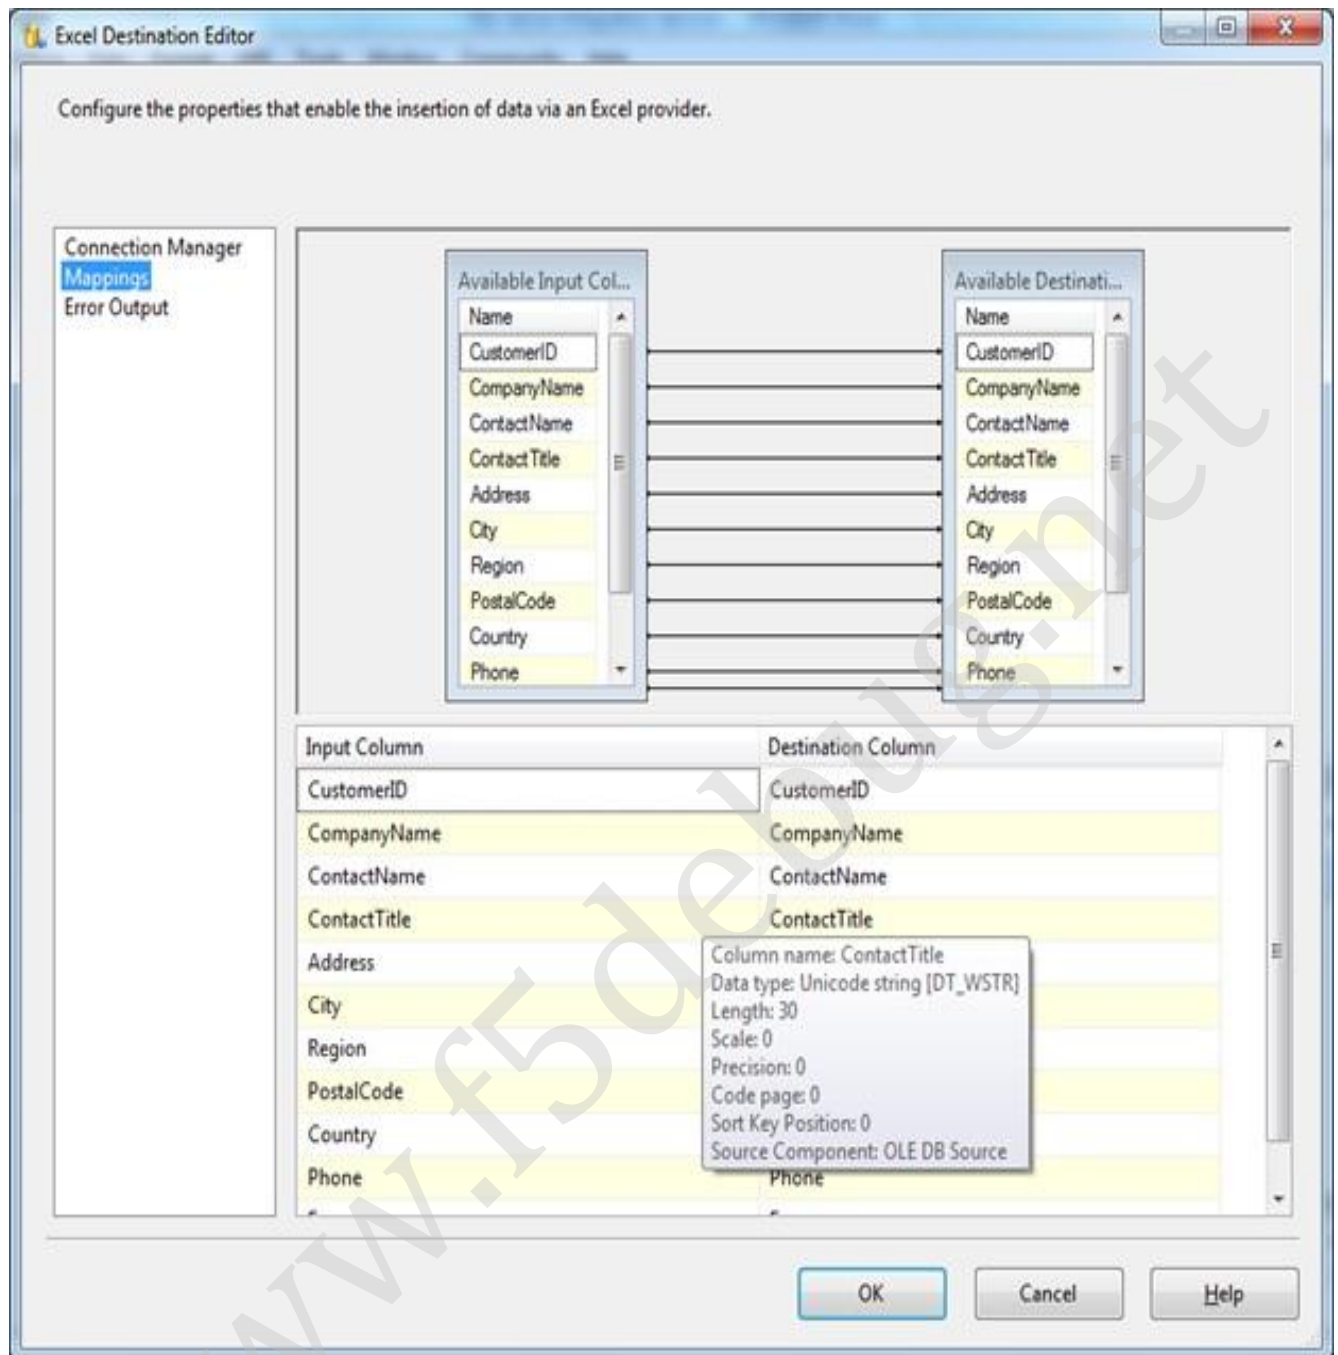 Excel Destination Editor
Configure the properties that enable the insertion of data via an Excel provider.
Connection Manager
Mappings
Error Output
Available Input Col...
Name
CustomerID
CompanyName
ContactName
ContactTitle
Address
City
Region
PostalCode
Country
Phone
Available Destinati...
Name
CustomerID
CompanyName
ContactName
ContactTitle
Address
City
Region
PostalCode
Country
Phone
Input Column Destination Column
CustomerID CustomerID
CompanyName CompanyName
ContactName ContactName
ContactTitle ContactTitle
Address
City
Region
PostalCode
Country
Phone Phone
Column name: ContactTitle
Data type: Unicode string [DT_WSTR]
Length: 30
Scale: 0
Precision: 0
Code page: 0
Sort Key Position: 0
Source Component: OLE DB Source
OK Cancel Help
ww.f5debug.net